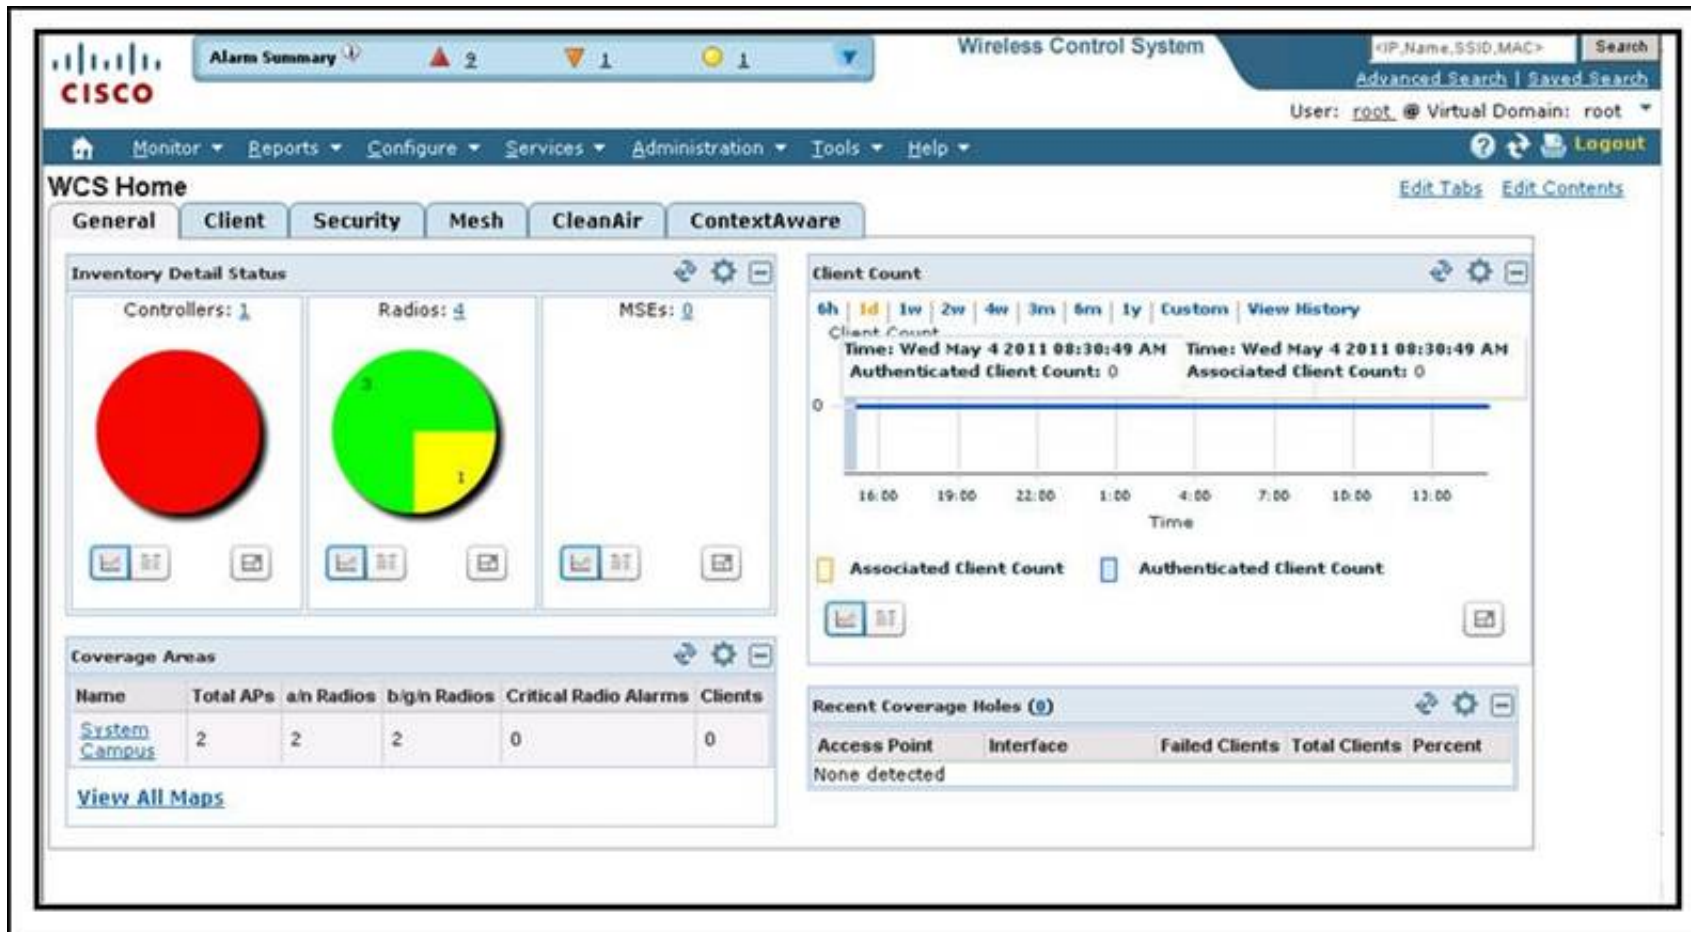 Alarm Summary 9 1 1
Wireless Control System
<IP,Name,SSID,MAC> Search
CISCO
Advanced Search | Saved Search
User: root @ Virtual Domain: root
Monitor Reports Configure Services Administration Tools Help
Logout
WCS Home
Edit Tabs Edit Contents
General Client Security Mesh CleanAir ContextAware
Inventory Detail Status
Controllers: 1 Radios: 4 MSEs: 0
3
1
Client Count
6h | 1d | 1w | 2w | 4w | 3m | 6m | 1y | Custom | View History
Client Count
Time: Wed May 4 2011 08:30:49 AM Time: Wed May 4 2011 08:30:49 AM
Authenticated Client Count: 0 Associated Client Count: 0
0
16:00 19:00 22:00 1:00 4:00 7:00 10:00 13:00
Time
Associated Client Count Authenticated Client Count
Coverage Areas
Name Total APs a/n Radios b/g/n Radios Critical Radio Alarms Clients
System
Campus 2 2 2 0 0
View All Maps
Recent Coverage Holes (0)
Access Point Interface Failed Clients Total Clients Percent
None detected